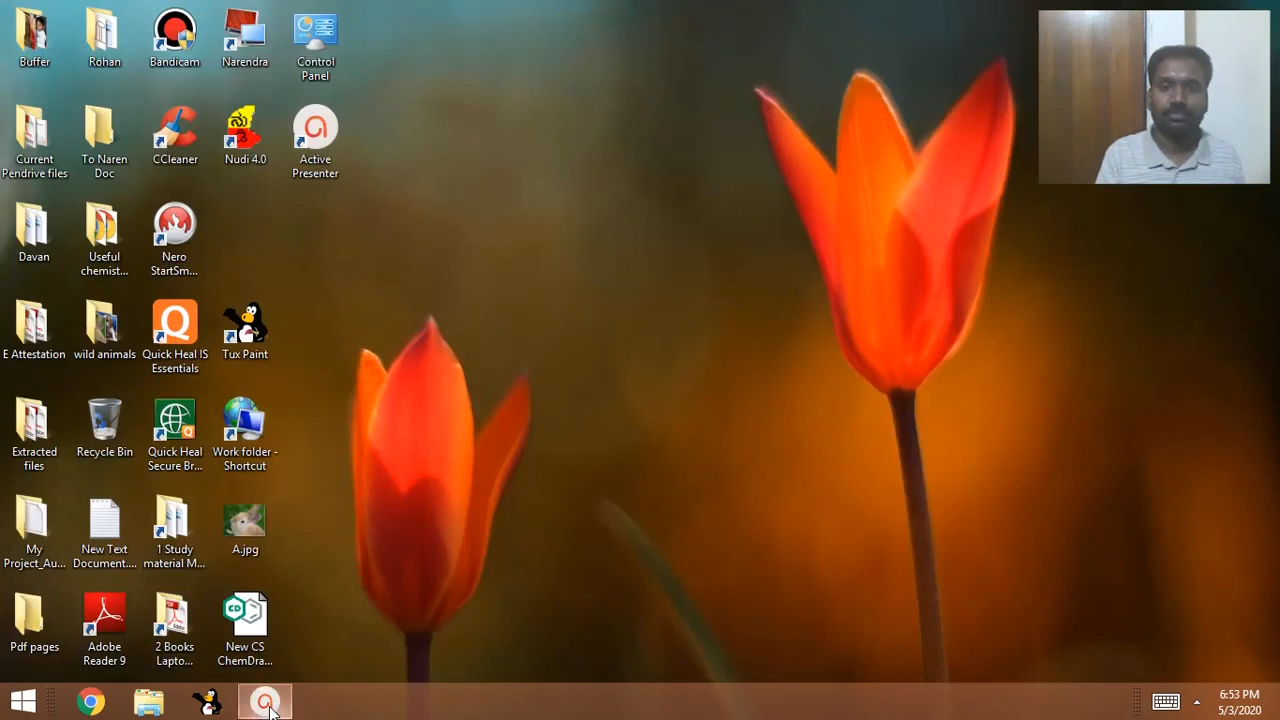 Buffer
Rohan
Bandicam
Narendra
Control
Panel
Current
Pendrive files
To Naren
Doc
CCleaner
ನುಡಿ
Nudi 4.0
Active
Presenter
Davan
Useful
chemist...
Nero
StartSm...
E Attestation
wild animals
Quick Heal IS
Essentials
Tux Paint
Extracted
files
Recycle Bin
Quick Heal
Secure Br...
Work folder -
Shortcut
My
Project_Au...
New Text
Document....
1 Study
material M...
A.jpg
Pdf pages
Adobe
Reader 9
2 Books
Lapto...
CD
New CS
ChemDra...
6:53 PM
5/3/2020